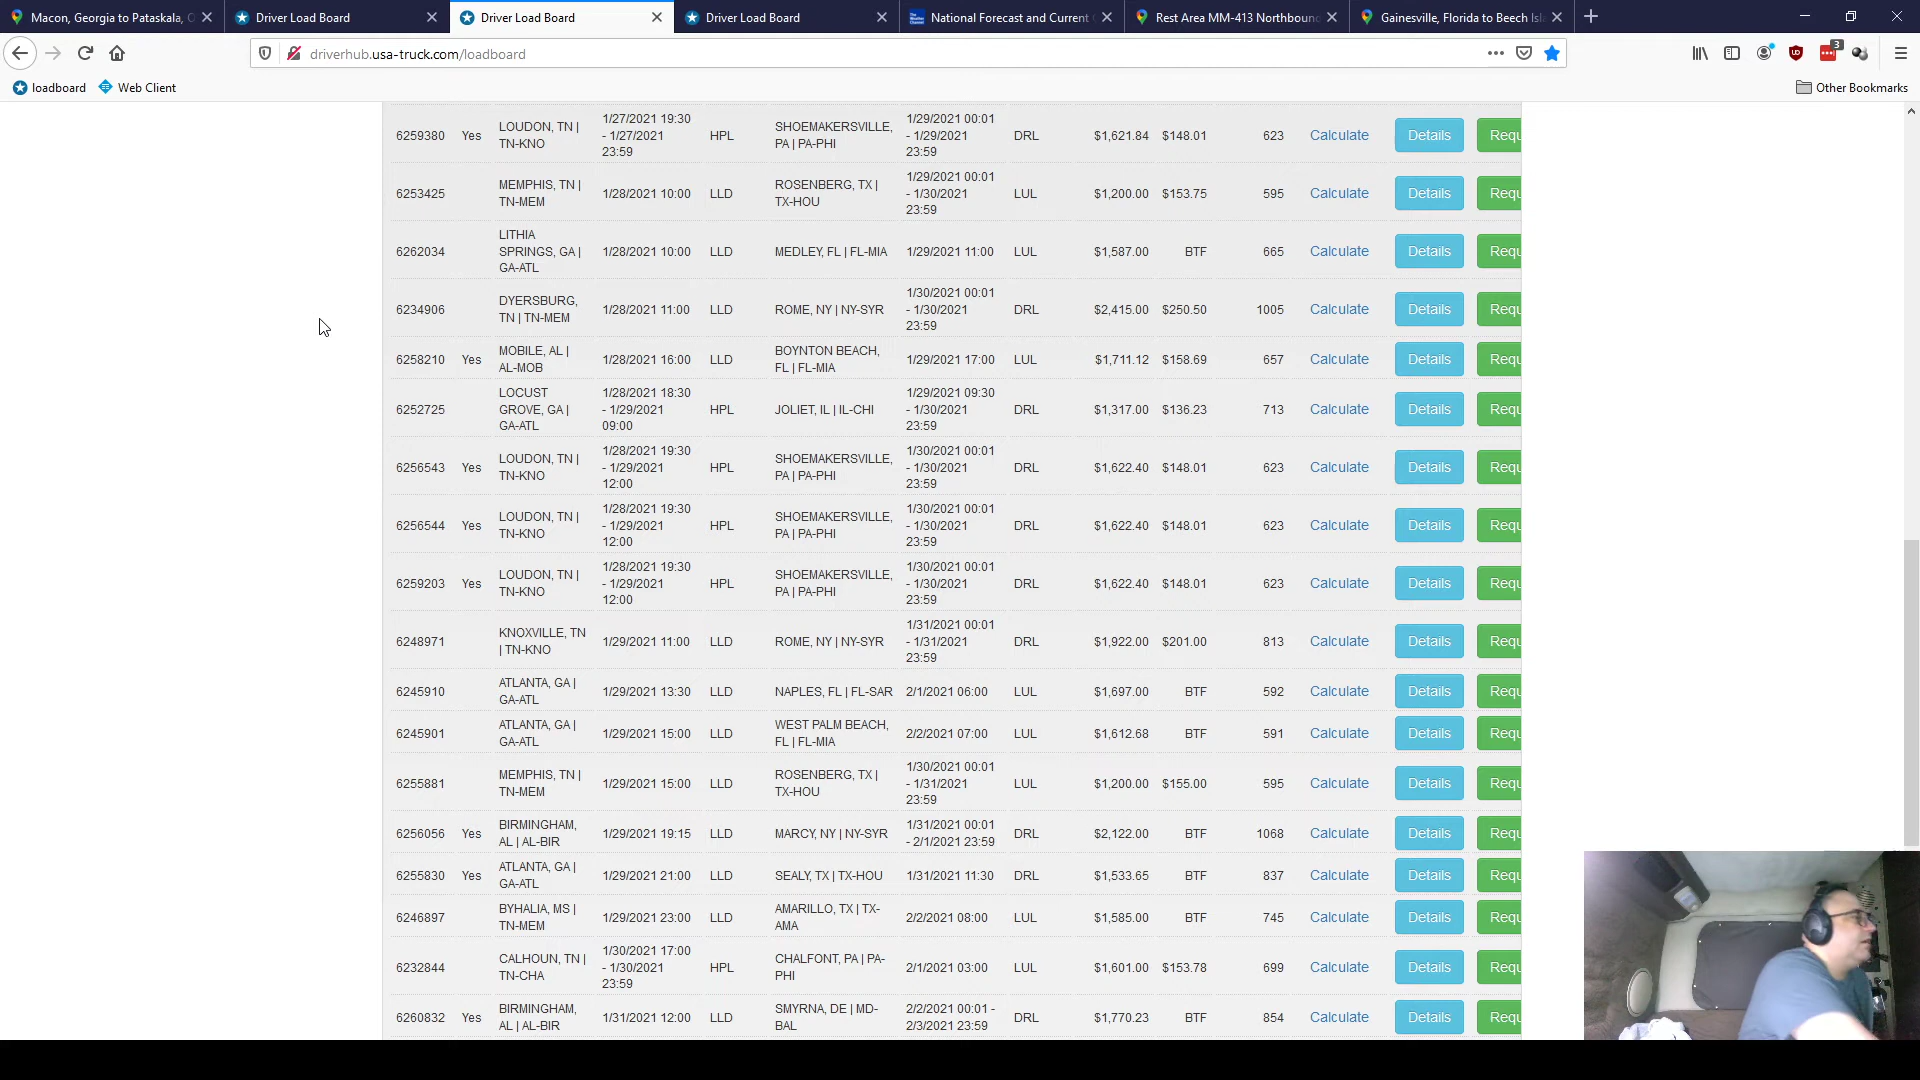 Macon, Georgia to Pataskala, O
Driver Load Board
Driver Load Board
Driver Load Board
National Forecast and Current
Rest Area MM-413 Northbound
Gainesville, Florida to Beech Isl
driverhub.usa-truck.com/loadboard
3
loadboard
Web Client
Other Bookmarks
6259380 Yes LOUDON, TN | TN-KNO 1/27/2021 19:30 - 1/27/2021 23:59 HPL SHOEMAKERSVILLE, PA | PA-PHI 1/29/2021 00:01 - 1/29/2021 23:59 DRL $1,621.84 $148.01 623 Calculate Details Requ
6253425 MEMPHIS, TN | TN-MEM 1/28/2021 10:00 LLD ROSENBERG, TX | TX-HOU 1/29/2021 00:01 - 1/30/2021 23:59 LUL $1,200.00 $153.75 595 Calculate Details Requ
6262034 LITHIA SPRINGS, GA | GA-ATL 1/28/2021 10:00 LLD MEDLEY, FL | FL-MIA 1/29/2021 11:00 LUL $1,587.00 BTF 665 Calculate Details Requ
6234906 DYERSBURG, TN | TN-MEM 1/28/2021 11:00 LLD ROME, NY | NY-SYR 1/30/2021 00:01 - 1/30/2021 23:59 DRL $2,415.00 $250.50 1005 Calculate Details Requ
6258210 Yes MOBILE, AL | AL-MOB 1/28/2021 16:00 LLD BOYNTON BEACH, FL | FL-MIA 1/29/2021 17:00 LUL $1,711.12 $158.69 657 Calculate Details Requ
6252725 LOCUST GROVE, GA | GA-ATL 1/28/2021 18:30 - 1/29/2021 09:00 HPL JOLIET, IL | IL-CHI 1/29/2021 09:30 - 1/30/2021 23:59 DRL $1,317.00 $136.23 713 Calculate Details Requ
6256543 Yes LOUDON, TN | TN-KNO 1/28/2021 19:30 - 1/29/2021 12:00 HPL SHOEMAKERSVILLE, PA | PA-PHI 1/30/2021 00:01 - 1/30/2021 23:59 DRL $1,622.40 $148.01 623 Calculate Details Requ
6256544 Yes LOUDON, TN | TN-KNO 1/28/2021 19:30 - 1/29/2021 12:00 HPL SHOEMAKERSVILLE, PA | PA-PHI 1/30/2021 00:01 - 1/30/2021 23:59 DRL $1,622.40 $148.01 623 Calculate Details Requ
6259203 Yes LOUDON, TN | TN-KNO 1/28/2021 19:30 - 1/29/2021 12:00 HPL SHOEMAKERSVILLE, PA | PA-PHI 1/30/2021 00:01 - 1/30/2021 23:59 DRL $1,622.40 $148.01 623 Calculate Details Requ
6248971 KNOXVILLE, TN | TN-KNO 1/29/2021 11:00 LLD ROME, NY | NY-SYR 1/31/2021 00:01 - 1/31/2021 23:59 DRL $1,922.00 $201.00 813 Calculate Details Requ
6245910 ATLANTA, GA | GA-ATL 1/29/2021 13:30 LLD NAPLES, FL | FL-SAR 2/1/2021 06:00 LUL $1,697.00 BTF 592 Calculate Details Requ
6245901 ATLANTA, GA | GA-ATL 1/29/2021 15:00 LLD WEST PALM BEACH, FL | FL-MIA 2/2/2021 07:00 LUL $1,612.68 BTF 591 Calculate Details Requ
6255881 MEMPHIS, TN | TN-MEM 1/29/2021 15:00 LLD ROSENBERG, TX | TX-HOU 1/30/2021 00:01 - 1/31/2021 23:59 LUL $1,200.00 $155.00 595 Calculate Details Requ
6256056 Yes BIRMINGHAM, AL | AL-BIR 1/29/2021 19:15 LLD MARCY, NY | NY-SYR 1/31/2021 00:01 - 2/1/2021 23:59 DRL $2,122.00 BTF 1068 Calculate Details Requ
6255830 Yes ATLANTA, GA | GA-ATL 1/29/2021 21:00 LLD SEALY, TX | TX-HOU 1/31/2021 11:30 DRL $1,533.65 BTF 837 Calculate Details Requ
6246897 BYHALIA, MS | TN-MEM 1/29/2021 23:00 LLD AMARILLO, TX | TX-AMA 2/2/2021 08:00 LUL $1,585.00 BTF 745 Calculate Details Requ
6232844 CALHOUN, TN | TN-CHA 1/30/2021 17:00 - 1/30/2021 23:59 HPL CHALFONT, PA | PA-PHI 2/1/2021 03:00 LUL $1,601.00 $153.78 699 Calculate Details Requ
6260832 Yes BIRMINGHAM, AL | AL-BIR 1/31/2021 12:00 LLD SMYRNA, DE | MD-BAL 2/2/2021 00:01 - 2/3/2021 23:59 DRL $1,770.23 BTF 854 Calculate Details Requ